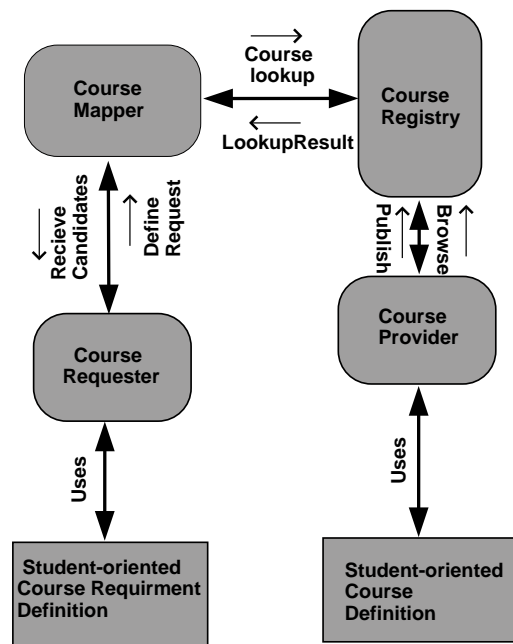 Course
lookup
Course
Mapper
Course
Registry
LookupResult
Recieve
Candidates
Define
Request
Publish
Browse
Course
Requester
Course
Provider
Uses
Uses
Student-oriented
Course Requirment
Definition
Student-oriented
Course
Definition